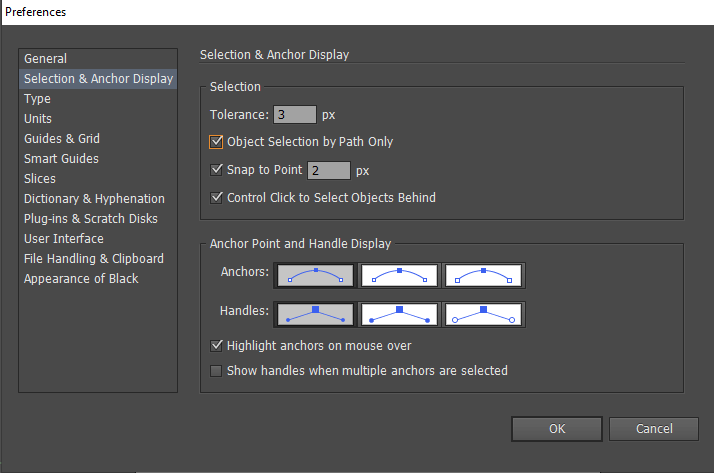 Preferences
General
Selection & Anchor Display
Type
Units
Guides & Grid
Smart Guides
Slices
Dictionary & Hyphenation
Plug-ins & Scratch Disks
User Interface
File Handling & Clipboard
Appearance of Black
Selection & Anchor Display
Selection
Tolerance: 3 px
Object Selection by Path Only
Snap to Point 2 px
Control Click to Select Objects Behind
Anchor Point and Handle Display
Anchors:
Handles:
Highlight anchors on mouse over
Show handles when multiple anchors are selected
OK Cancel